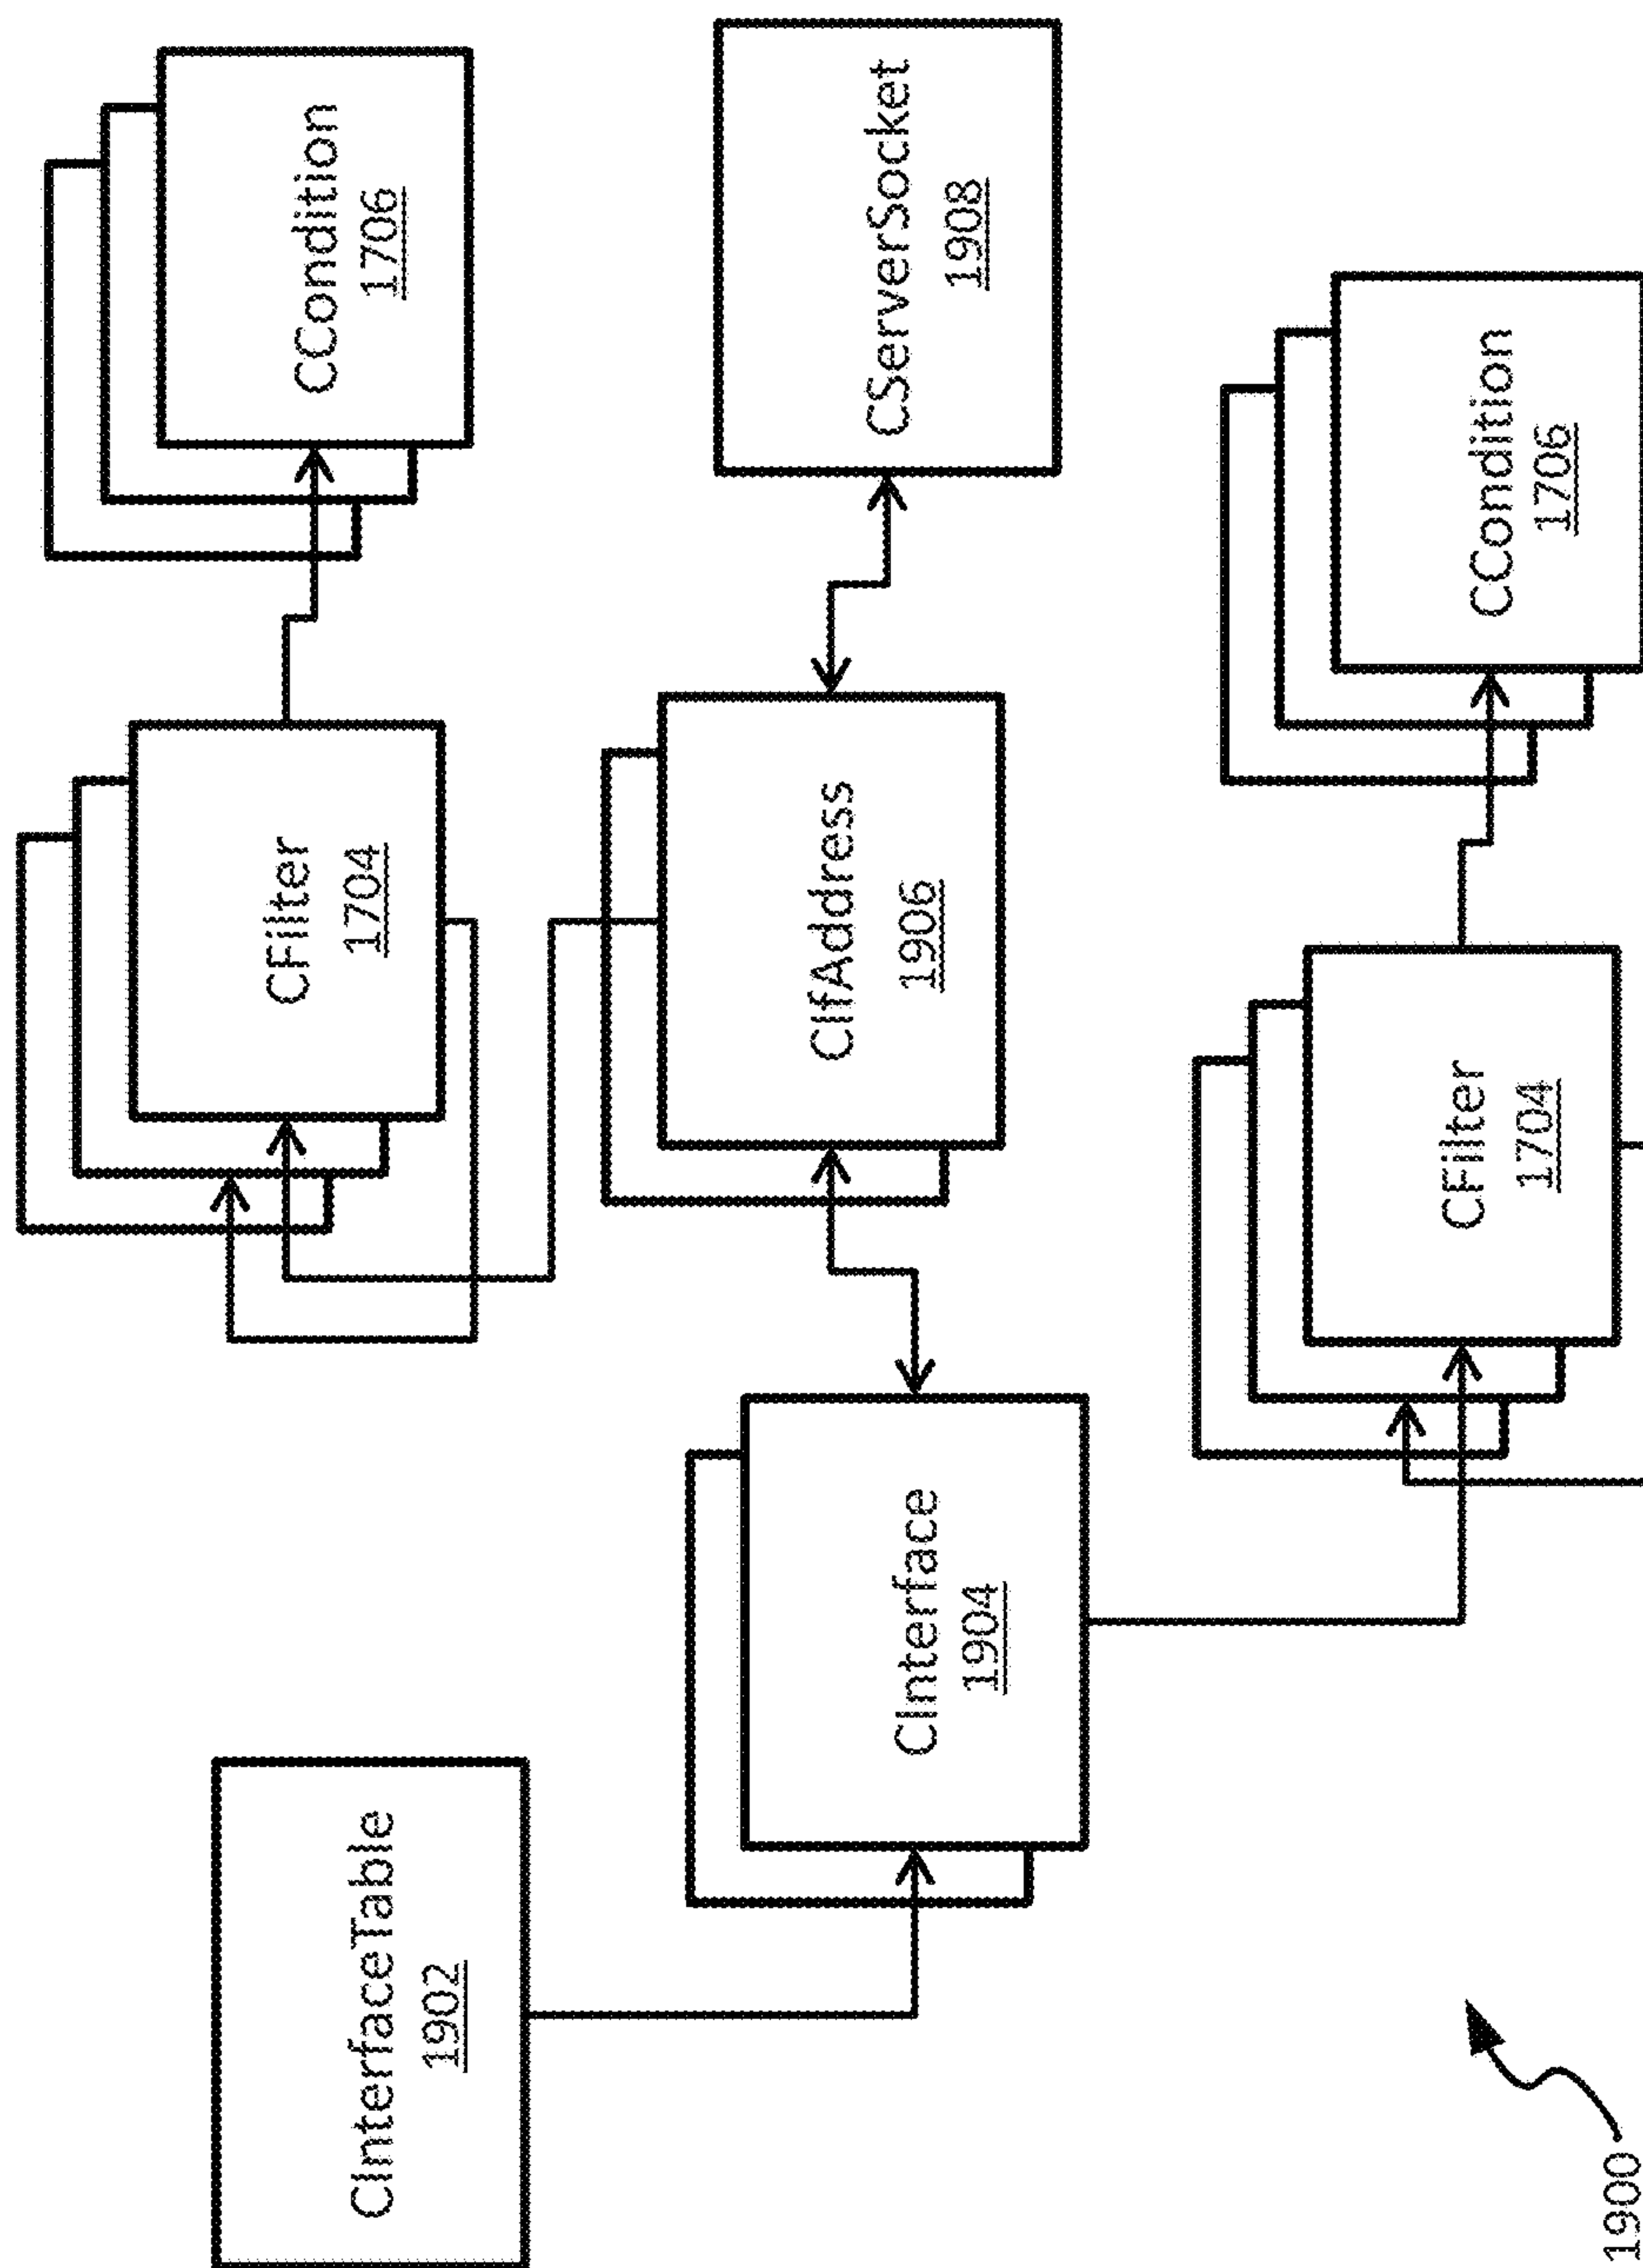 CInterfaceTable
1902
CInterface
1904
CFilter
1704
CCondition
1706
CIfAddress
1906
CServerSocket
1908
CFilter
1704
CCondition
1706
1900